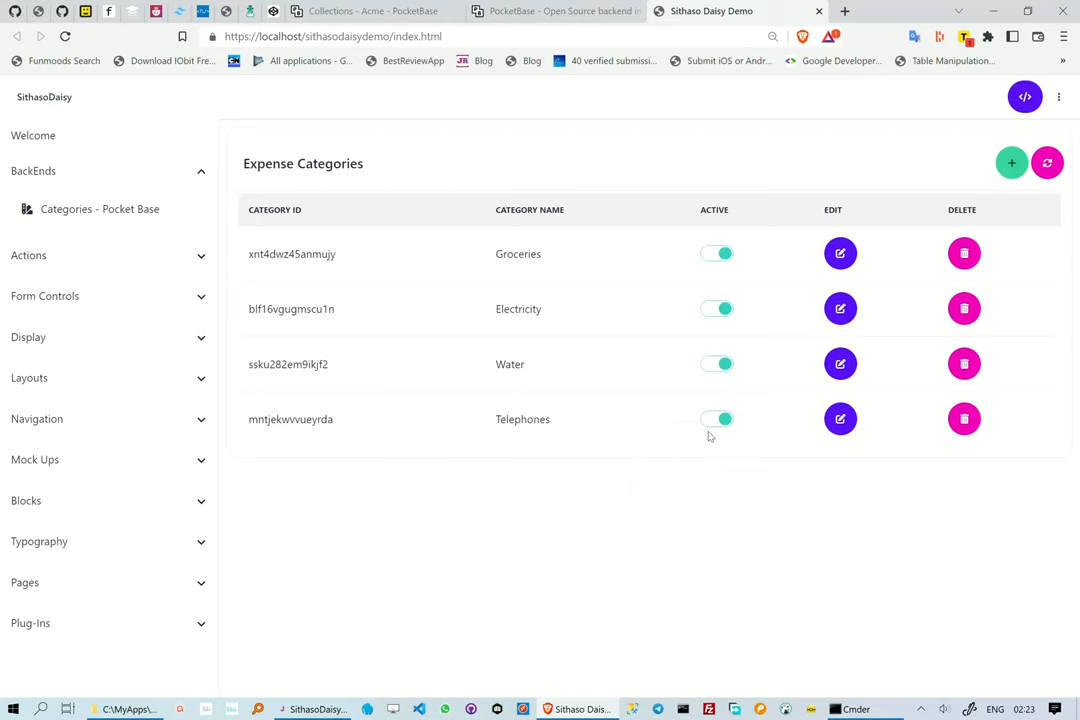 Collections - Acme - PocketBase
PocketBase - Open Source backend in
Sithaso Daisy Demo
https://localhost/sithasodaisydemo/index.html
Funmoods Search
Download IObit Fre...
All applications - G...
BestReviewApp
JR
Blog
Blog
40 verified submissi...
Submit iOS or Andr...
Google Developer...
Table Manipulation...
»
SithasoDaisy
Welcome
BackEnds
Categories - Pocket Base
Actions
Form Controls
Display
Layouts
Navigation
Mock Ups
Blocks
Typography
Pages
Plug-Ins
Expense Categories
CATEGORY ID CATEGORY NAME ACTIVE EDIT DELETE
xnt4dwz45anmujy Groceries
blf16vgugmscu1n Electricity
ssku282em9ikjf2 Water
mntjekwvvueyrda Telephones
C:\MyApps\...
SithasoDaisy...
Sithaso Dais...
Cmder
ENG
02:23